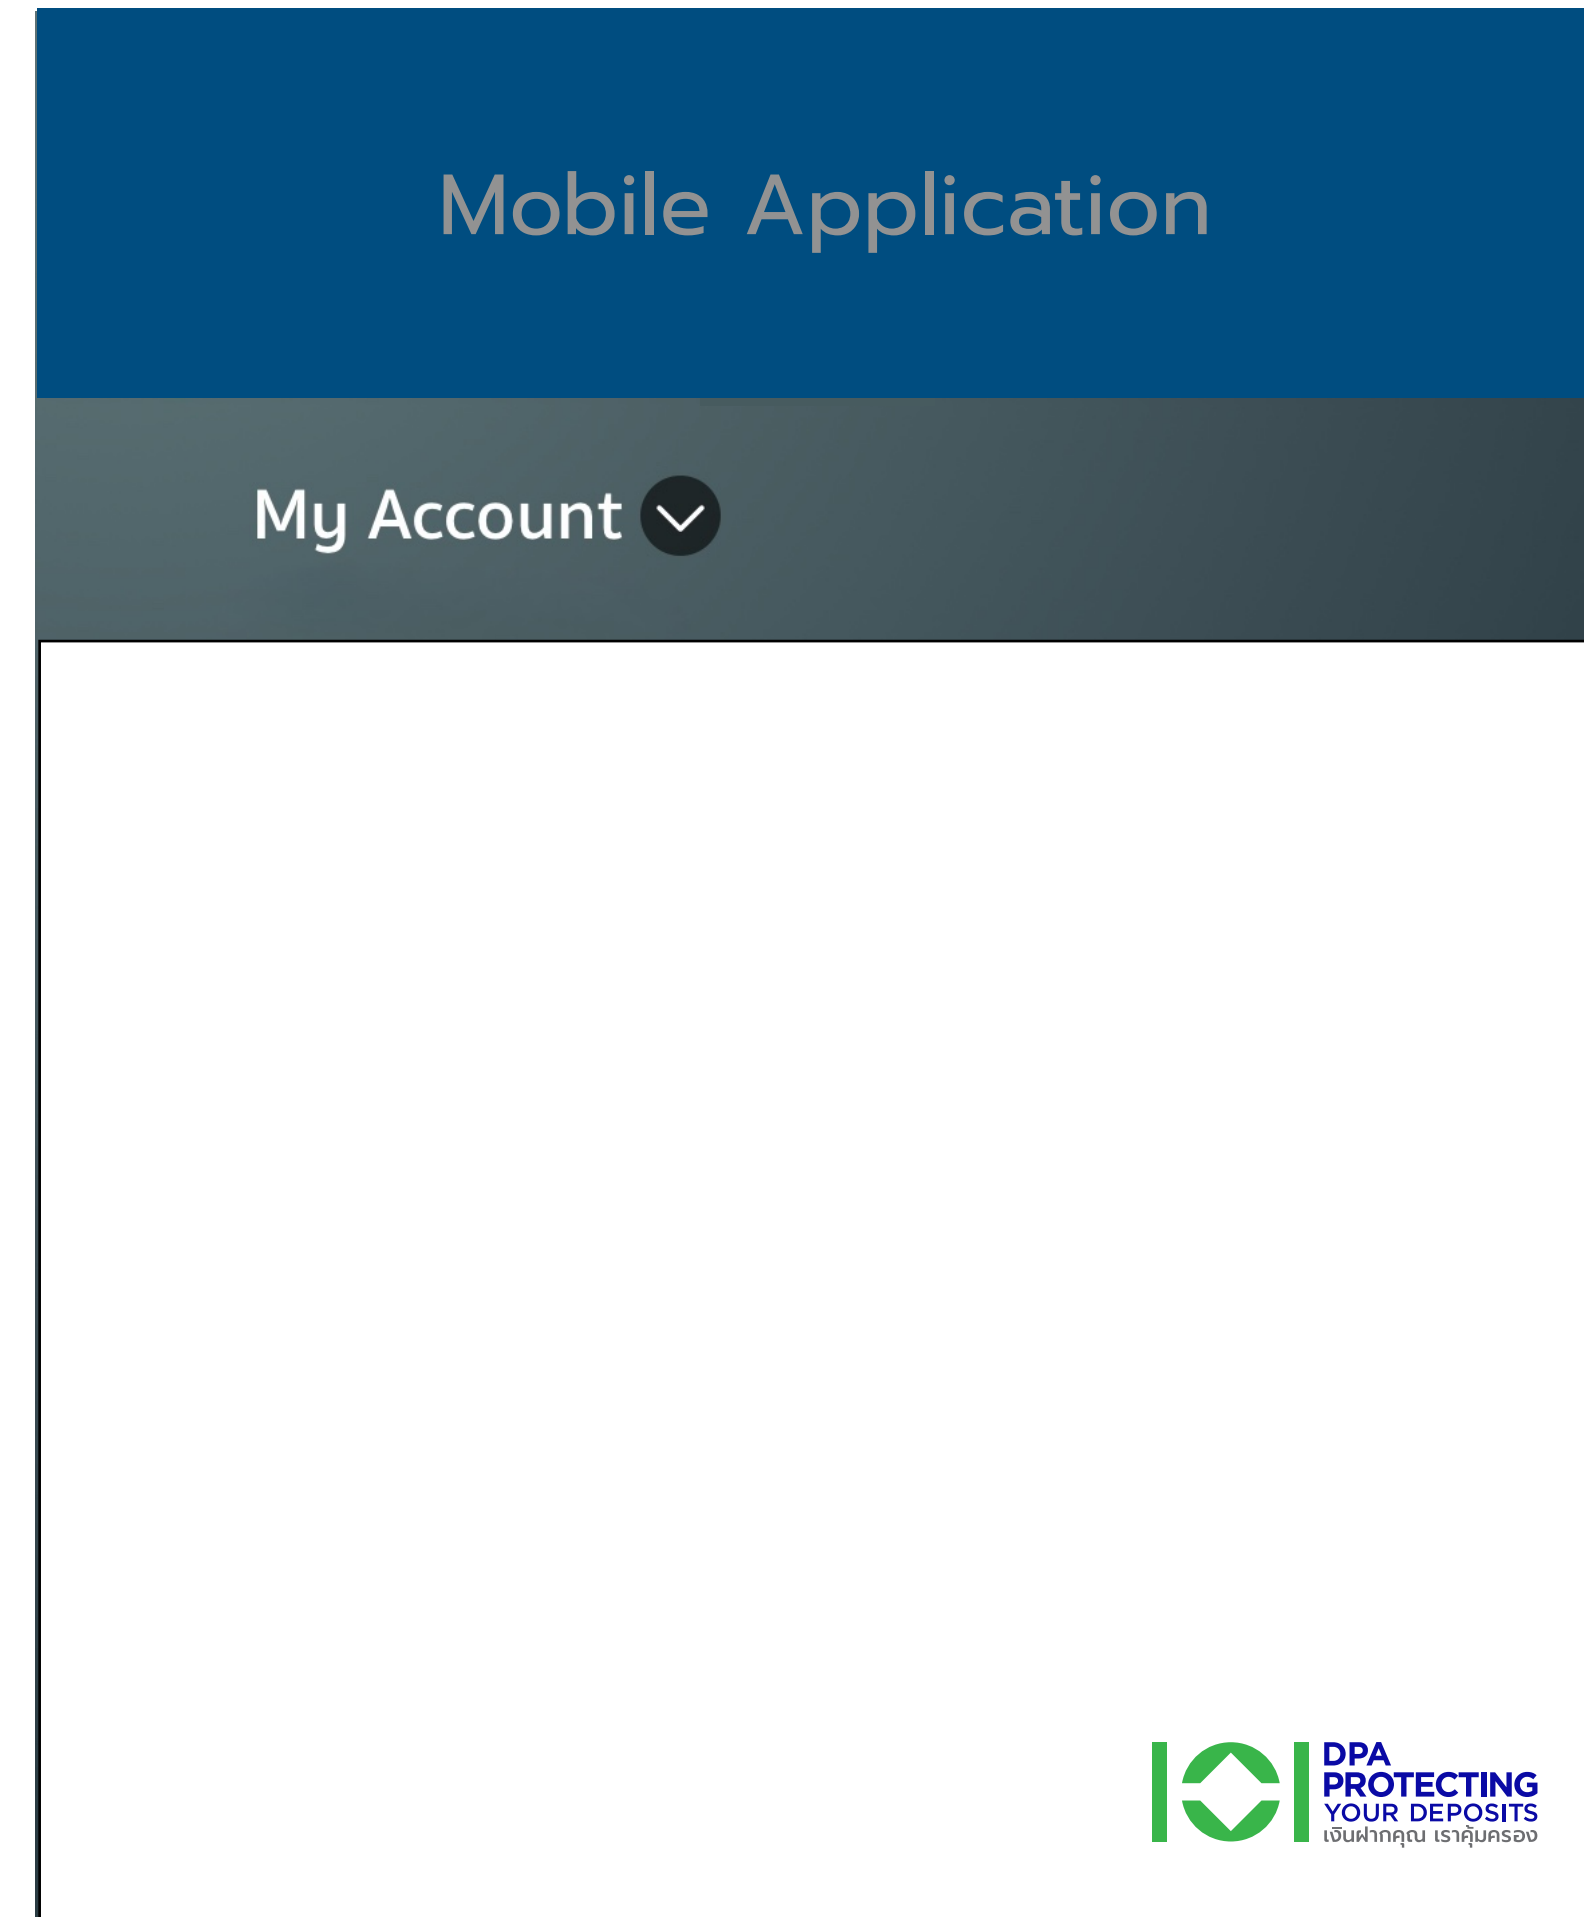 Mobile Application
My Account
DPA
PROTECTING
YOUR DEPOSITS
เงินฝากคุณ เราคุ้มครอง